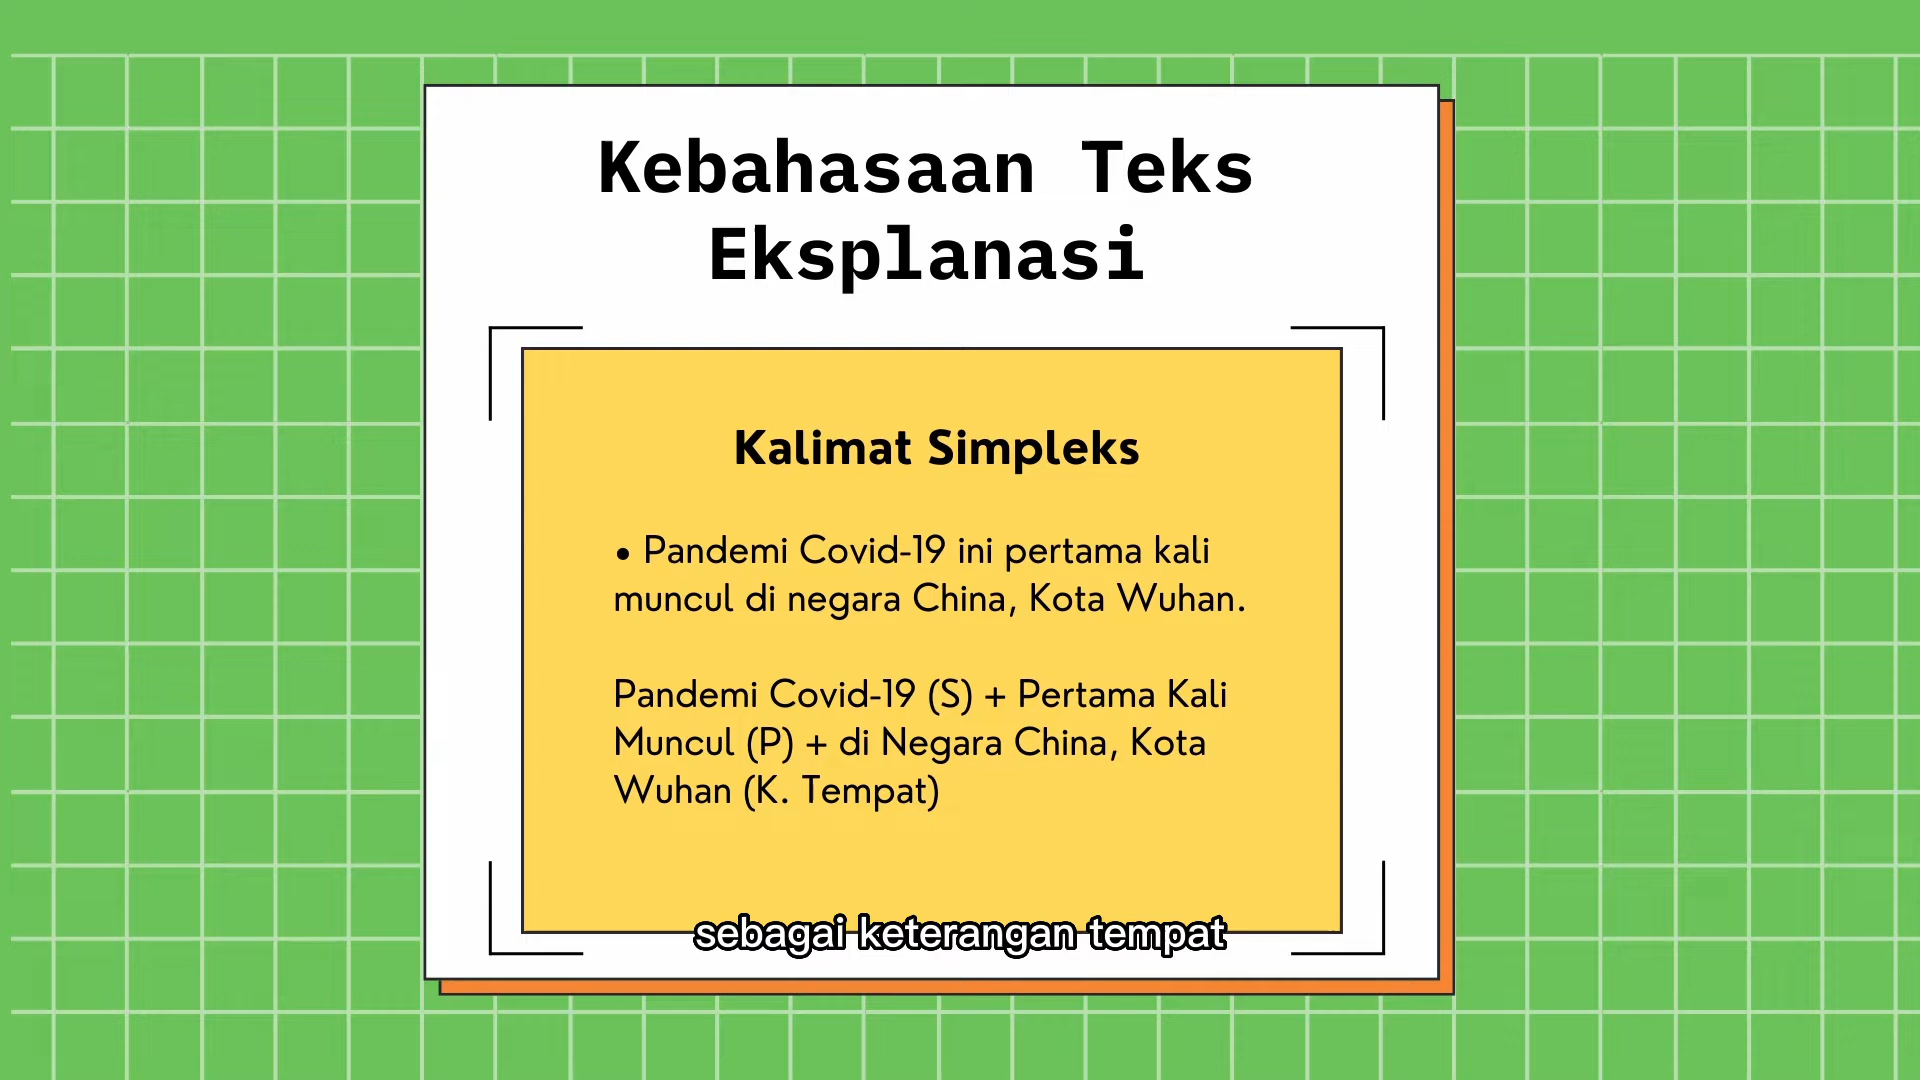 Kebahasaan Teks
Eksplanasi
Kalimat Simpleks
• Pandemi Covid-19 ini pertama kali
muncul di negara China, Kota Wuhan.
Pandemi Covid-19 (S) + Pertama Kali
Muncul (P) + di Negara China, Kota
Wuhan (K. Tempat)
sebagai keterangan tempat